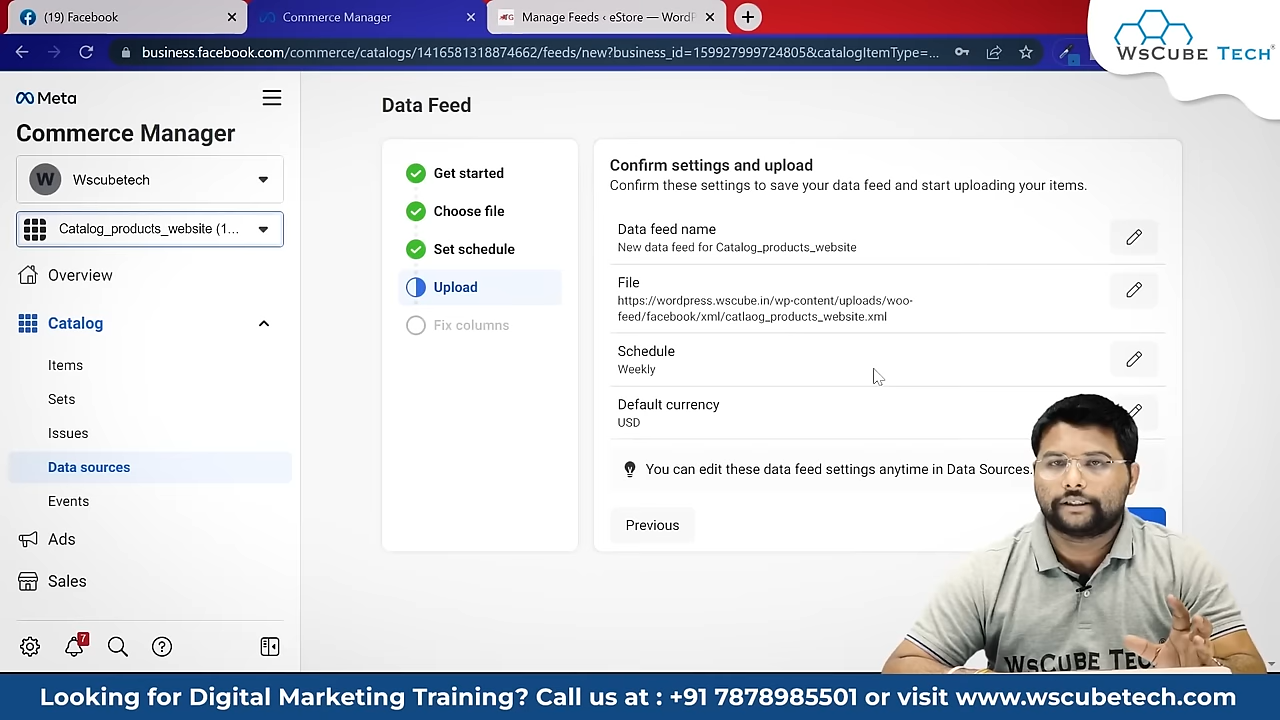 (19) Facebook
Commerce Manager
Manage Feeds ‹ eStore — WordP
business.facebook.com/commerce/catalogs/1416581318874662/feeds/new?business_id=159927999724805&catalogItemType=...
WsCube Tech
Meta
Commerce Manager
W
Wscubetech
Catalog_products_website (1...
Overview
Catalog
Items
Sets
Issues
Data sources
Events
Ads
Sales
7
Data Feed
Get started
Choose file
Set schedule
Upload
Fix columns
Confirm settings and upload
Confirm these settings to save your data feed and start uploading your items.
Data feed name
New data feed for Catalog_products_website
File
https://wordpress.wscube.in/wp-content/uploads/woo-
feed/facebook/xml/catlaog_products_website.xml
Schedule
Weekly
Default currency
USD
You can edit these data feed settings anytime in Data Sources.
Previous
WsCUBE TEC
Looking for Digital Marketing Training? Call us at : +91 7878985501 or visit www.wscubetech.com